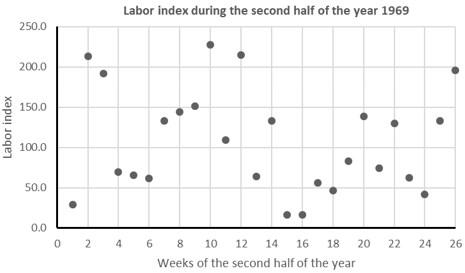 Labor index during the second half of the year 1969
250.0
200.0
150.0
100.0
50.0
0.0
Labor index
0 2 4 6 8 10 12 14 16 18 20 22 24 26
Weeks of the second half of the year